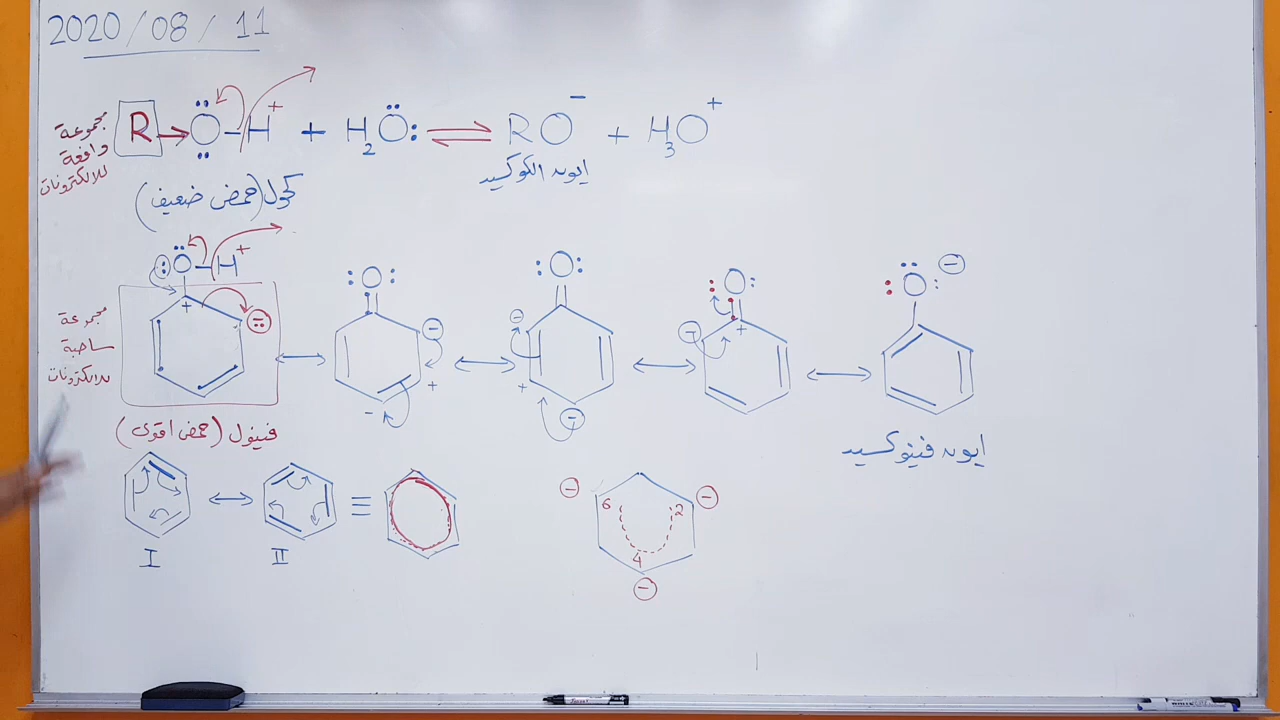 2020/08/11
مجموعة
دافعة
للالكترونات
R→O-H⁺ + H₂O: ⇌ RO⁻ + H₃O⁺
كحول (حمض ضعيف)
ايون الكوكسيد
O-H⁺
O
O
O
O ⊖
مجموعة
ساحبة
للالكترونات
+
-
+
+
+
فينول (حمض اقوى)
ايون فينوكسيد
I
II
≡
6
2
4